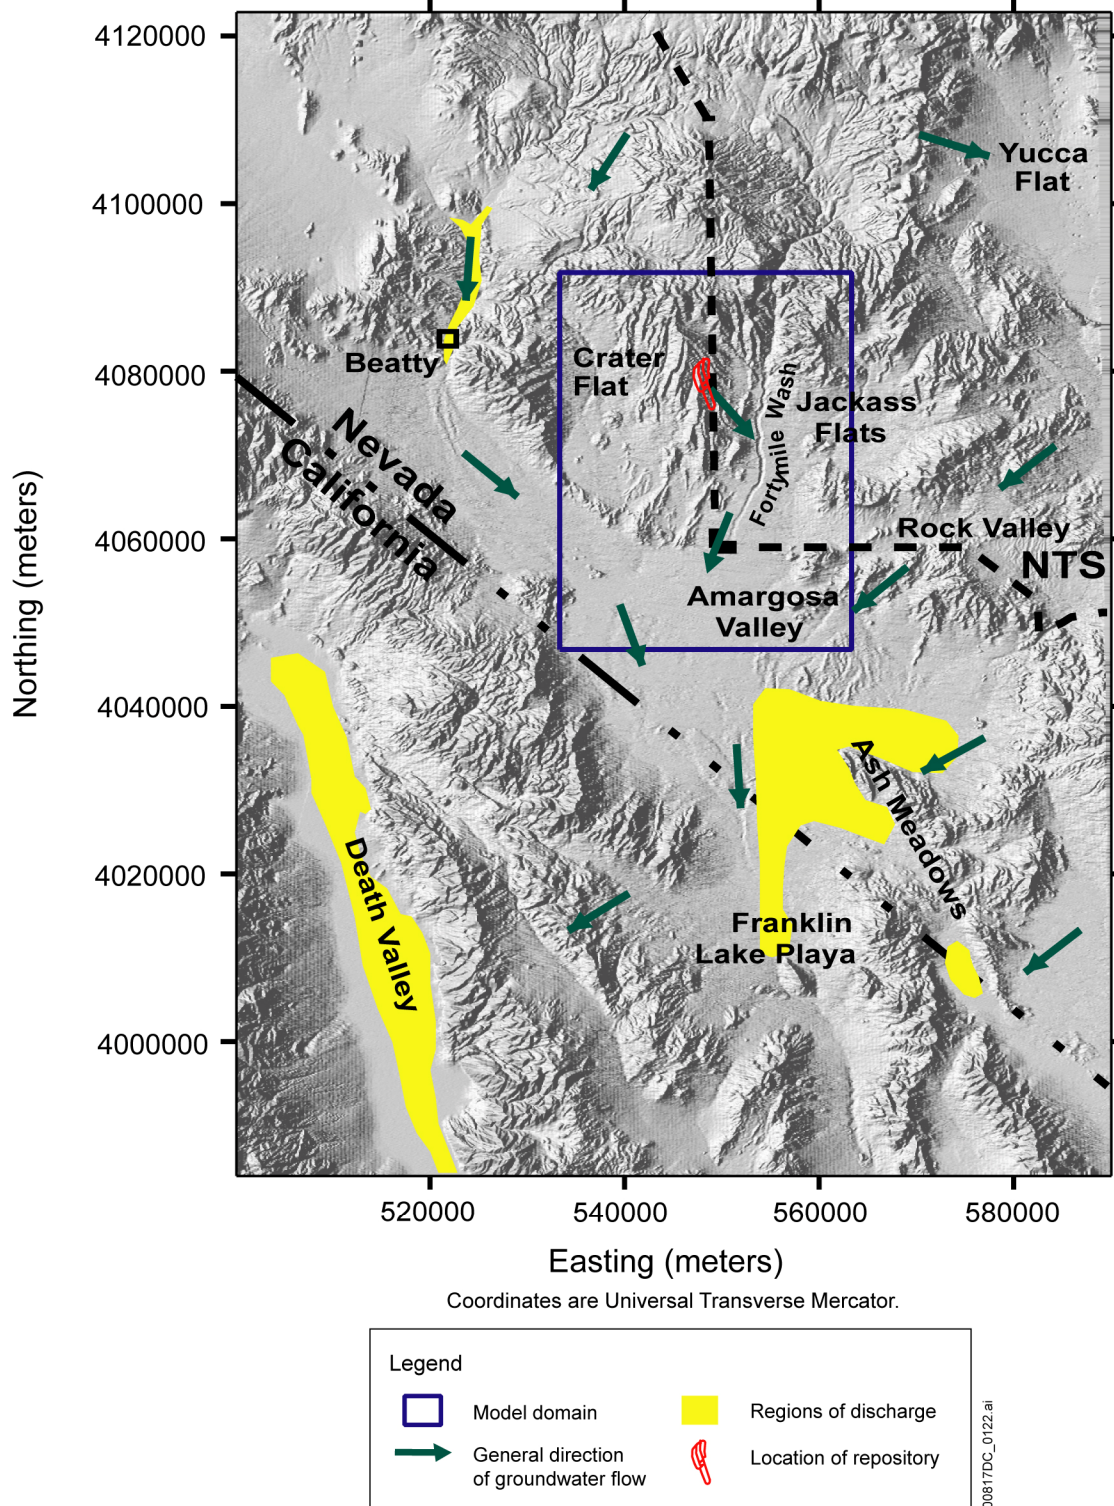 4120000
4100000
4080000
4060000
4040000
4020000
4000000
Northing (meters)
Yucca
Flat
Beatty
Crater
Flat
Fortymile Wash
Jackass
Flats
Nevada
California
Rock Valley
NTS
Amargosa
Valley
Ash Meadows
Death Valley
Franklin
Lake Playa
520000
540000
560000
580000
Easting (meters)
Coordinates are Universal Transverse Mercator.
Legend
Model domain
Regions of discharge
General direction
of groundwater flow
Location of repository
00817DC_0122.ai